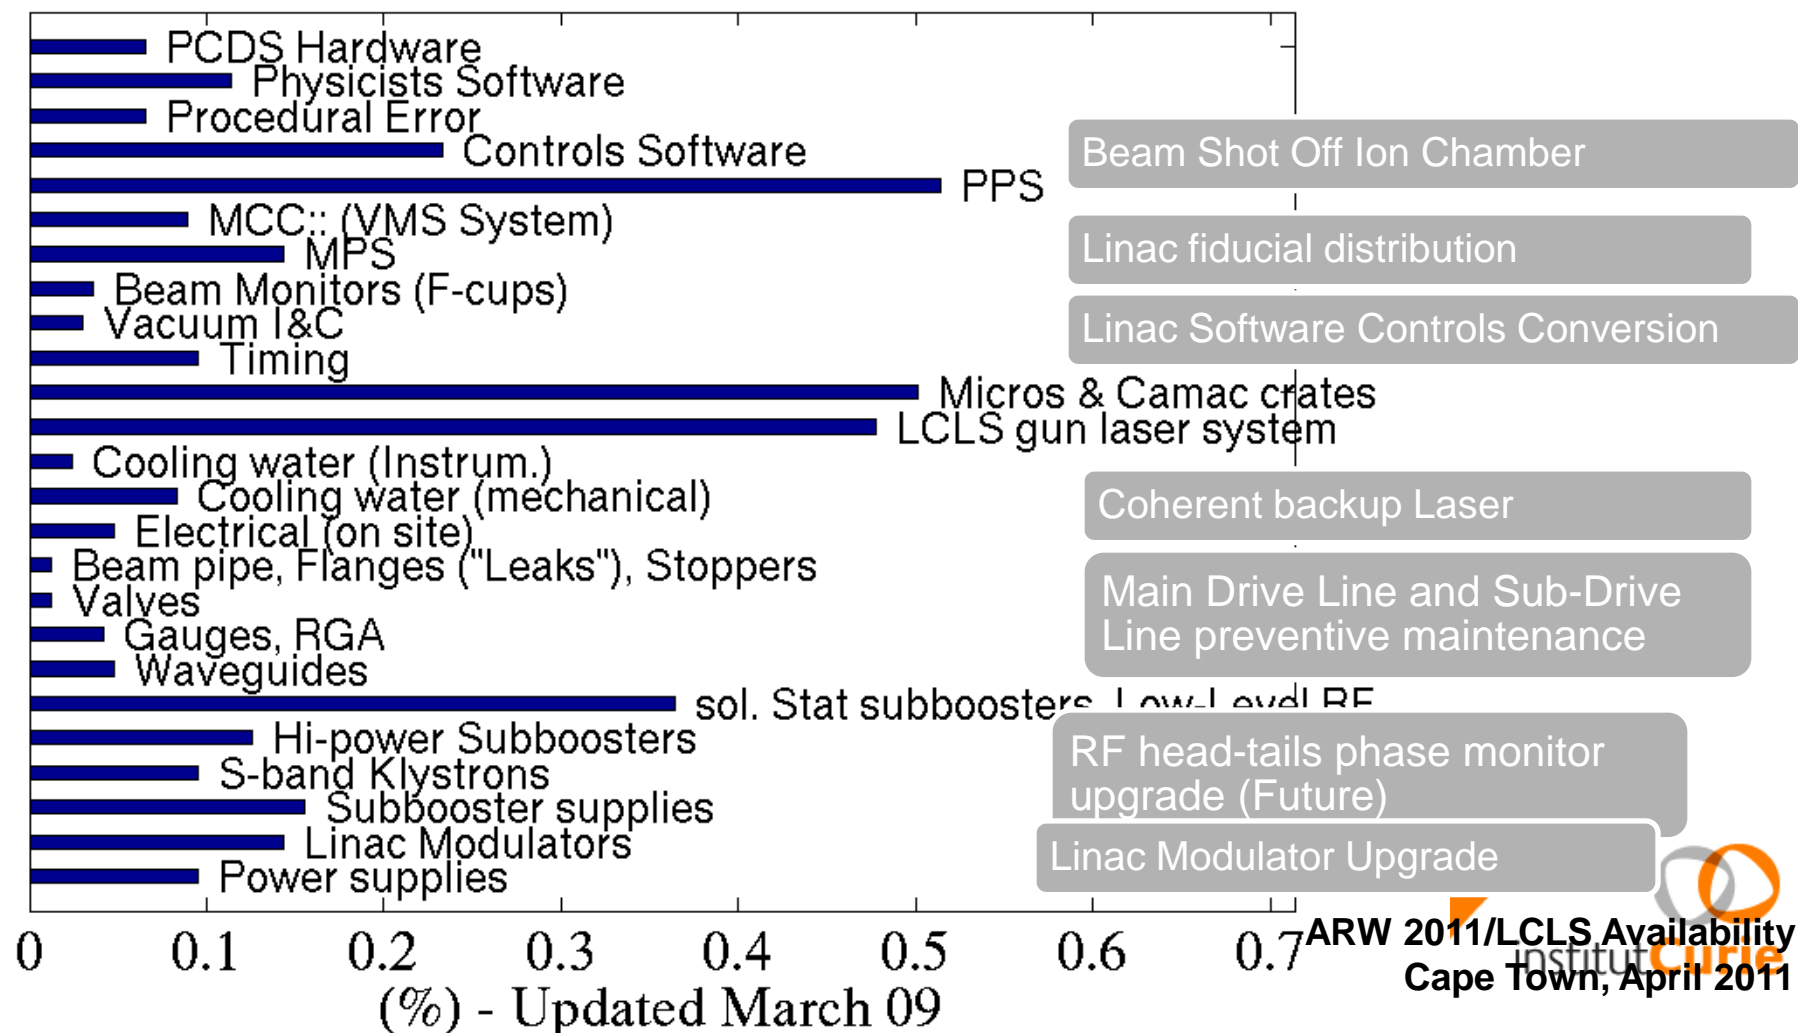 PCDS Hardware
Physicists Software
Procedural Error
Controls Software
PPS
MCC:: (VMS System)
MPS
Beam Monitors (F-cups)
Vacuum I&C
Timing
Micros & Camac crates
LCLS gun laser system
Cooling water (Instrum.)
Cooling water (mechanical)
Electrical (on site)
Beam pipe, Flanges ("Leaks"), Stoppers
Valves
Gauges, RGA
Waveguides
sol. Stat subboosters, Low-Level RF
Hi-power Subboosters
S-band Klystrons
Subbooster supplies
Linac Modulators
Power supplies
0 0.1 0.2 0.3 0.4 0.5 0.6 0.7
(%) - Updated March 09
Beam Shot Off Ion Chamber
Linac fiducial distribution
Linac Software Controls Conversion
Coherent backup Laser
Main Drive Line and Sub-Drive
Line preventive maintenance
RF head-tails phase monitor
upgrade (Future)
Linac Modulator Upgrade
ARW 2011/LCLS Availability
Cape Town, April 2011
institutCurie